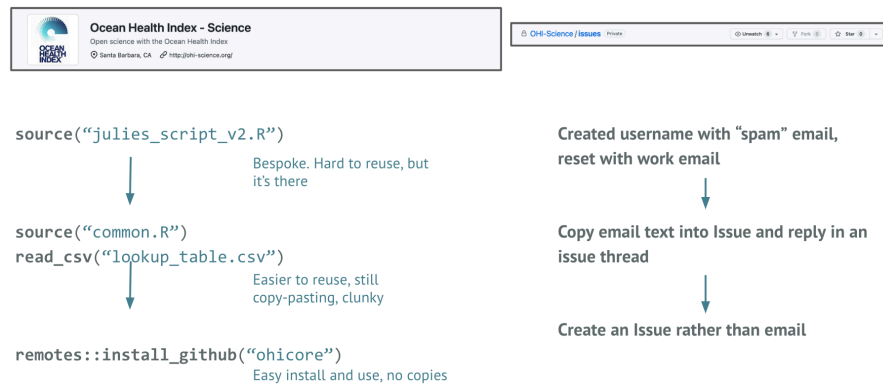 OCEAN
HEALTH
INDEX
Ocean Health Index - Science
Open science with the Ocean Health Index
Santa Barbara, CA http://ohi-science.org/
OHI-Science / issues Private
Unwatch 6 Fork 0 Star 0
source(“julies_script_v2.R”)
Bespoke. Hard to reuse, but
it’s there
source(“common.R”)
read_csv(“lookup_table.csv”)
Easier to reuse, still
copy-pasting, clunky
remotes::install_github(“ohicore”)
Easy install and use, no copies
Created username with “spam” email,
reset with work email
Copy email text into Issue and reply in an
issue thread
Create an Issue rather than email